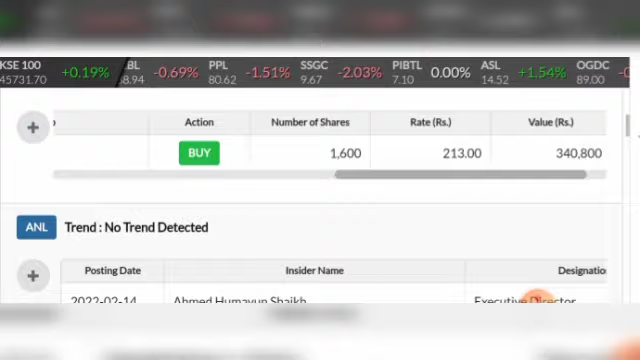 KSE 100 BL PPL SSGC PIBTL ASL OGDC
45731.70 +0.19% 8.94 -0.69% 80.62 -1.51% 9.67 -2.03% 7.10 0.00% 14.52 +1.54% 89.00
Action Number of Shares Rate (Rs.) Value (Rs.)
BUY 1,600 213.00 340,800
ANL Trend : No Trend Detected
Posting Date Insider Name Designatio
2022-02-14 Ahmed Humayun Shaikh Executive Director